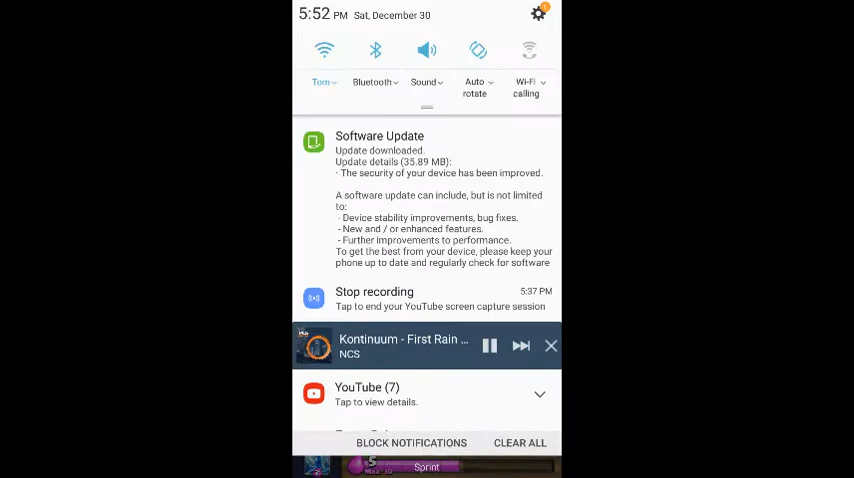 5:52 PM Sat, December 30
1
Tom
Bluetooth
Sound
Auto rotate
Wi-Fi calling
Software Update
Update downloaded.
Update details (35.89 MB):
· The security of your device has been improved.
A software update can include, but is not limited
to:
- Device stability improvements, bug fixes.
- New and / or enhanced features.
- Further improvements to performance.
To get the best from your device, please keep your
phone up to date and regularly check for software
Stop recording 5:37 PM
Tap to end your YouTube screen capture session
Kontinuum - First Rain ...
NCS
YouTube (7)
Tap to view details.
BLOCK NOTIFICATIONS CLEAR ALL
5
Max: 10
Sprint